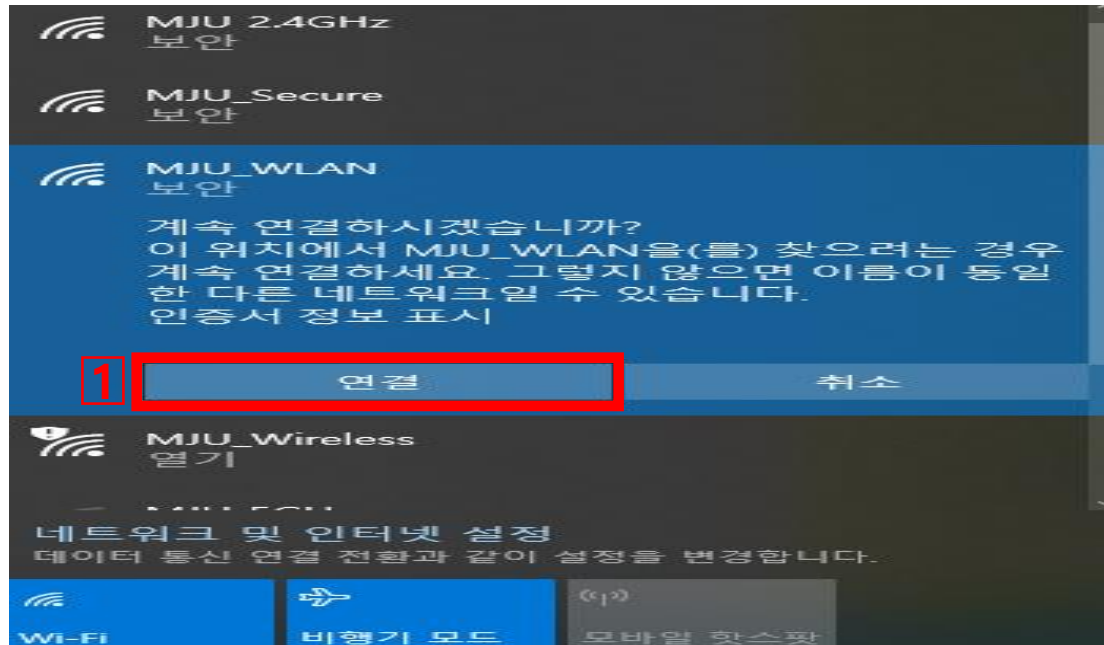 MJU 2.4GHz
보안
MJU_Secure
보안
MJU_WLAN
보안
계속 연결하시겠습니까?
이 위치에서 MJU_WLAN을(를) 찾으려는 경우
계속 연결하세요. 그렇지 않으면 이름이 동일
한 다른 네트워크일 수 있습니다.
인증서 정보 표시
1 연결 취소
MJU_Wireless
열기
네트워크 및 인터넷 설정
데이터 통신 연결 전환과 같이 설정을 변경합니다.
Wi-Fi 비행기 모드 모바일 핫스팟